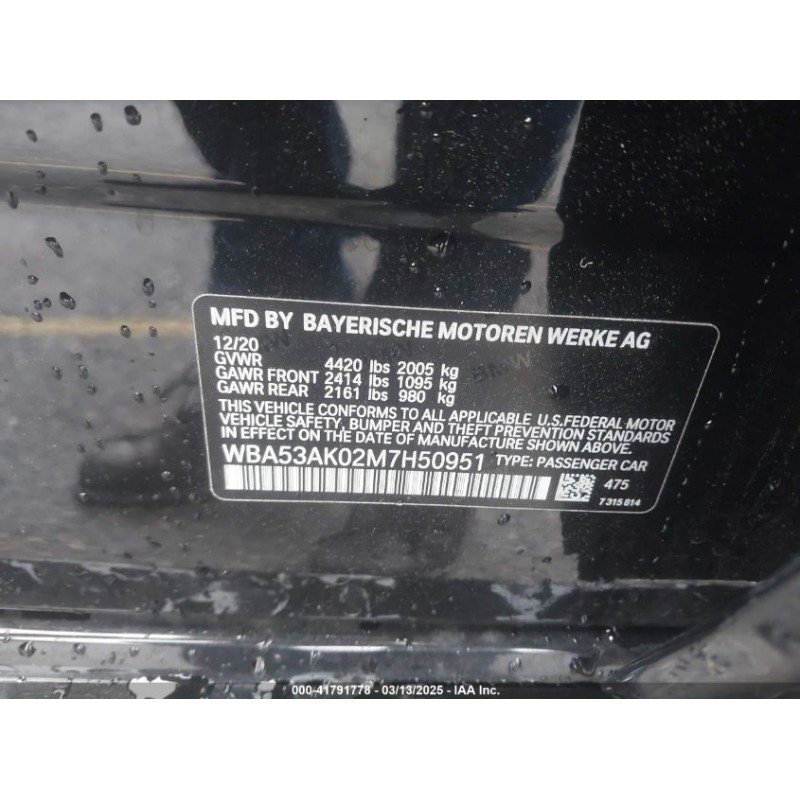 MFD BY BAYERISCHE MOTOREN WERKE AG
12/20
GVWR 4420 lbs 2005 kg
GAWR FRONT 2414 lbs 1095 kg
GAWR REAR 2161 lbs 980 kg
THIS VEHICLE CONFORMS TO ALL APPLICABLE U.S.FEDERAL MOTOR
VEHICLE SAFETY, BUMPER AND THEFT PREVENTION STANDARDS
IN EFFECT ON THE DATE OF MANUFACTURE SHOWN ABOVE.
WBA53AK02M7H50951 TYPE: PASSENGER CAR
475
7 315 814
000-41791778 - 03/13/2025 - IAA Inc.